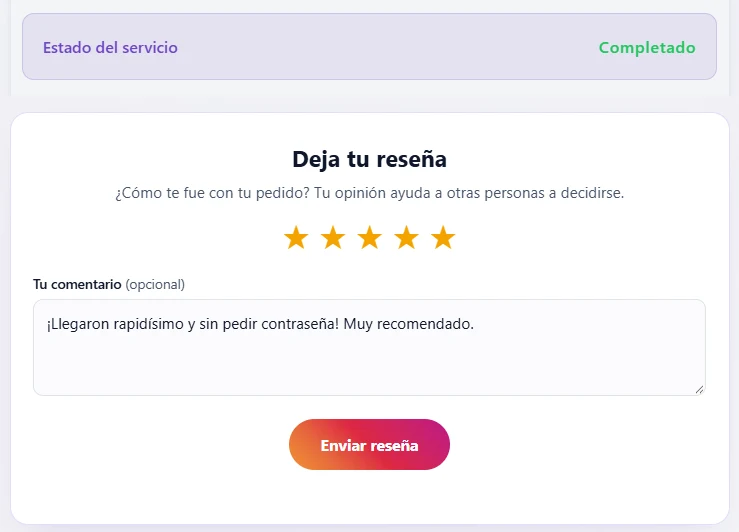 Estado del servicio Completado
Deja tu reseña
¿Cómo te fue con tu pedido? Tu opinión ayuda a otras personas a decidirse.
Tu comentario (opcional)
¡Llegaron rapidísimo y sin pedir contraseña! Muy recomendado.
Enviar reseña